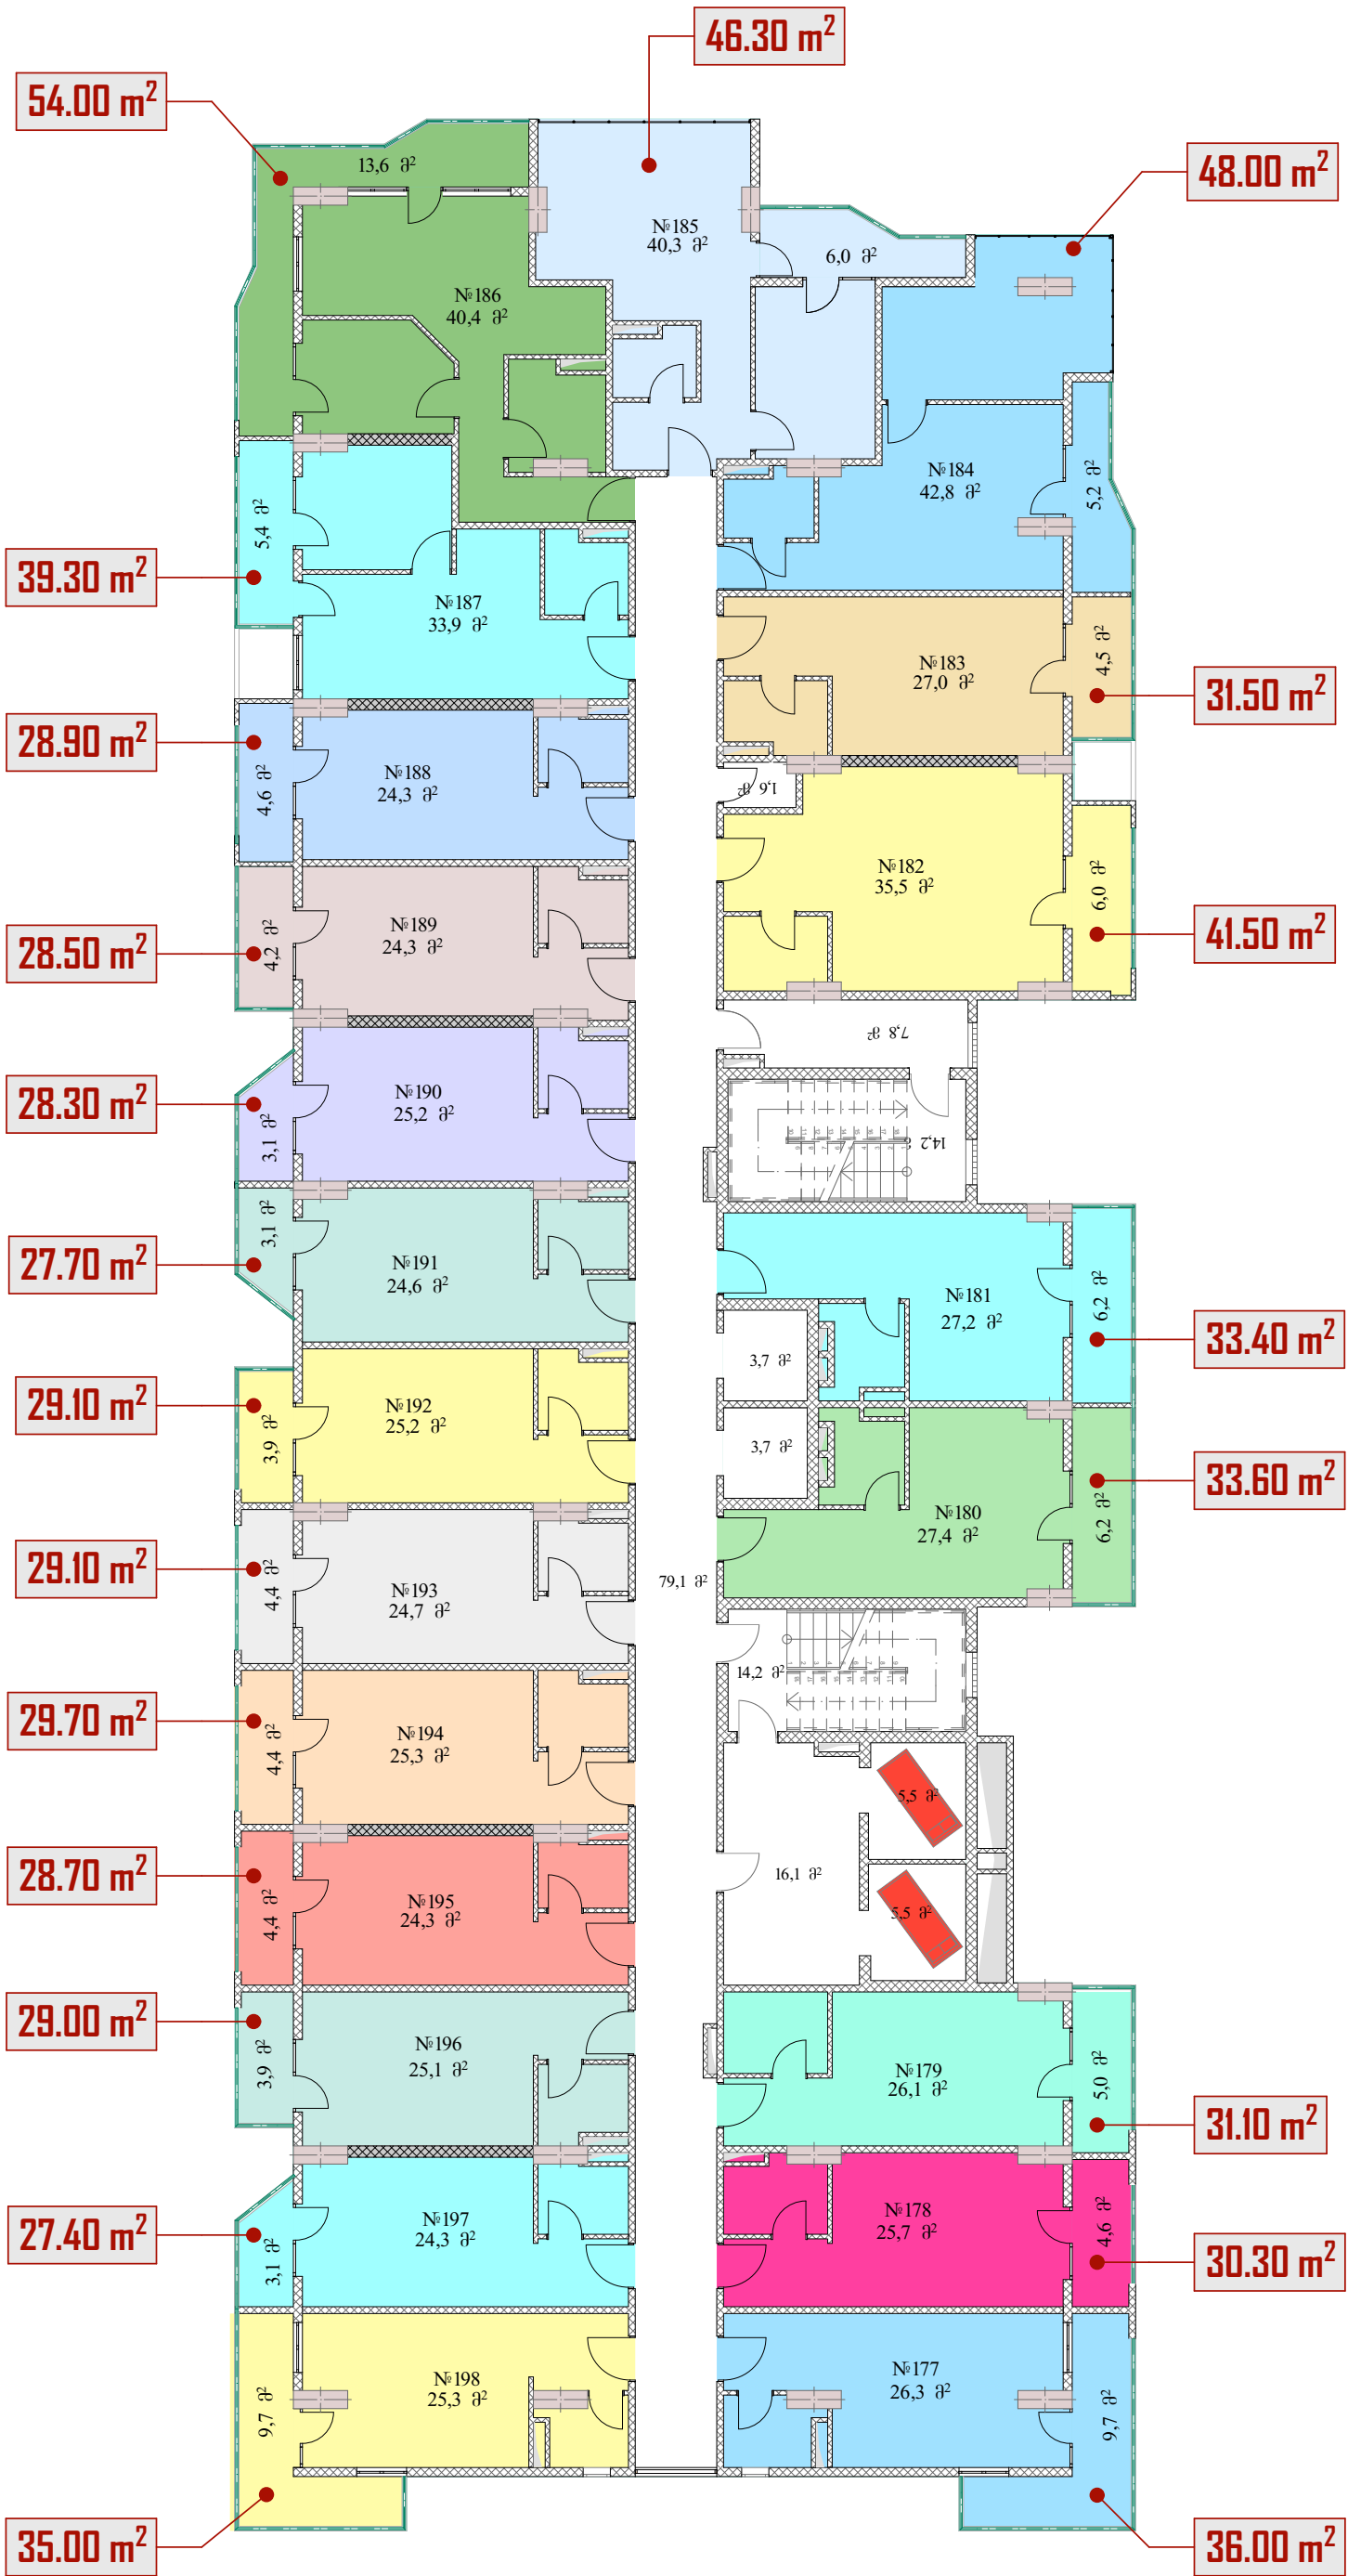 46.30 m²
54.00 m²
13,6 მ²
48.00 m²
№185
40,3 მ²
6,0 მ²
№186
40,4 მ²
№184
42,8 მ²
5,2 მ²
5,4 მ²
39.30 m²
№187
33,9 მ²
№183
27,0 მ²
4,5 მ²
31.50 m²
28.90 m²
4,6 მ²
№188
24,3 მ²
1,6 მ²
№182
35,5 მ²
6,0 მ²
41.50 m²
28.50 m²
4,2 მ²
№189
24,3 მ²
7,8 მ²
28.30 m²
3,1 მ²
№190
25,2 მ²
14,2
27.70 m²
3,1 მ²
№191
24,6 მ²
№181
27,2 მ²
6,2 მ²
33.40 m²
3,7 მ²
29.10 m²
3,9 მ²
№192
25,2 მ²
3,7 მ²
33.60 m²
№180
27,4 მ²
6,2 მ²
29.10 m²
4,4 მ²
№193
24,7 მ²
79,1 მ²
14,2 მ²
29.70 m²
4,4 მ²
№194
25,3 მ²
5,5 მ²
28.70 m²
4,4 მ²
№195
24,3 მ²
16,1 მ²
5,5 მ²
29.00 m²
3,9 მ²
№196
25,1 მ²
№179
26,1 მ²
5,0 მ²
31.10 m²
27.40 m²
3,1 მ²
№197
24,3 მ²
№178
25,7 მ²
4,6 მ²
30.30 m²
№198
25,3 მ²
9,7 მ²
№177
26,3 მ²
9,7 მ²
35.00 m²
36.00 m²